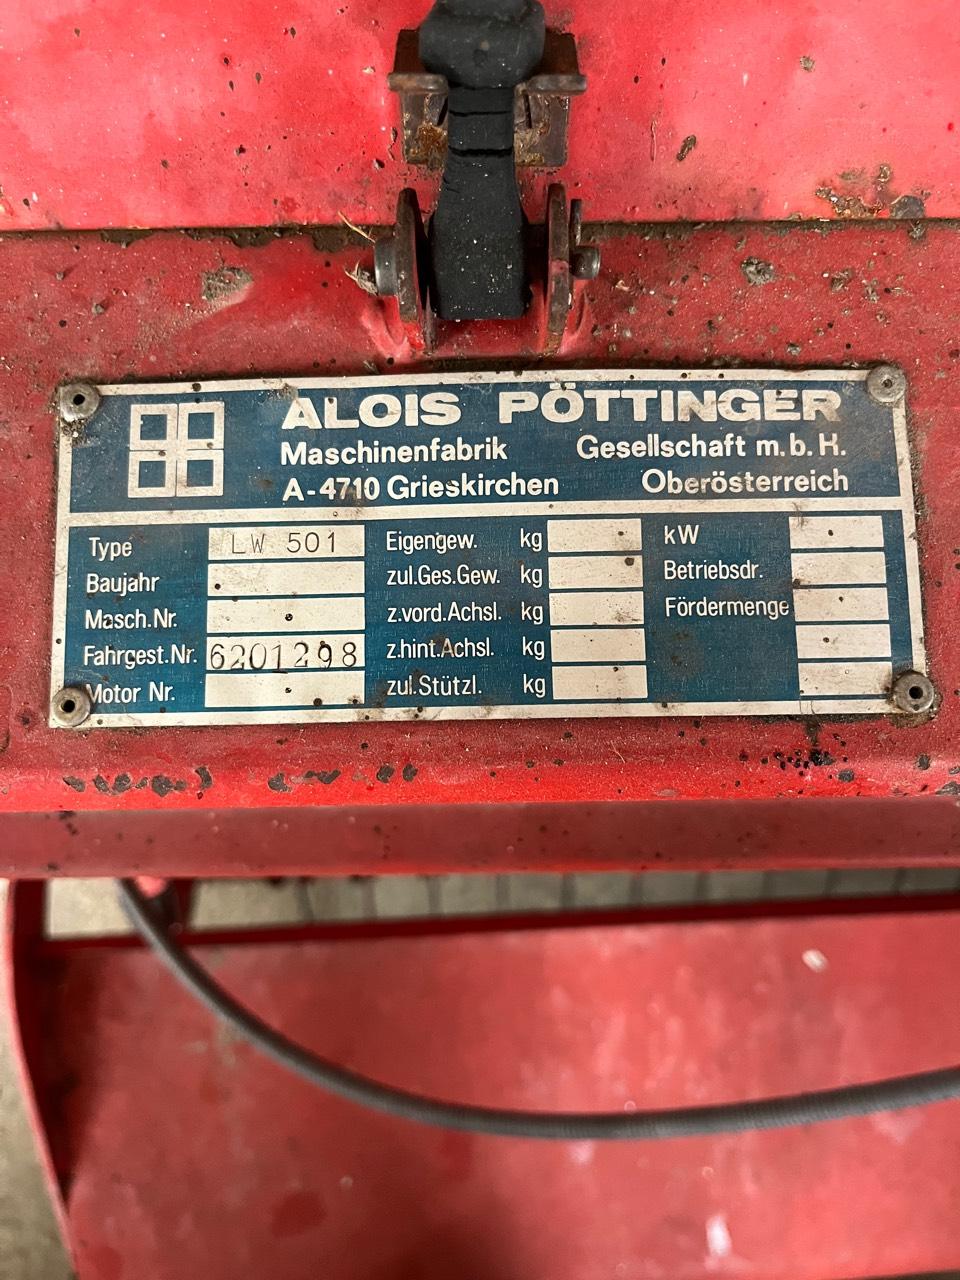 ALOIS PÖTTINGER
Maschinenfabrik Gesellschaft m.b.H.
A-4710 Grieskirchen Oberösterreich
Type LW 501 Eigengew. kg kW
Baujahr zul.Ges.Gew. kg Betriebsdr.
Masch.Nr. z.vord.Achsl. kg Fördermenge
Fahrgest.Nr. 6201298 z.hint.Achsl. kg
Motor Nr. zul.Stützl. kg